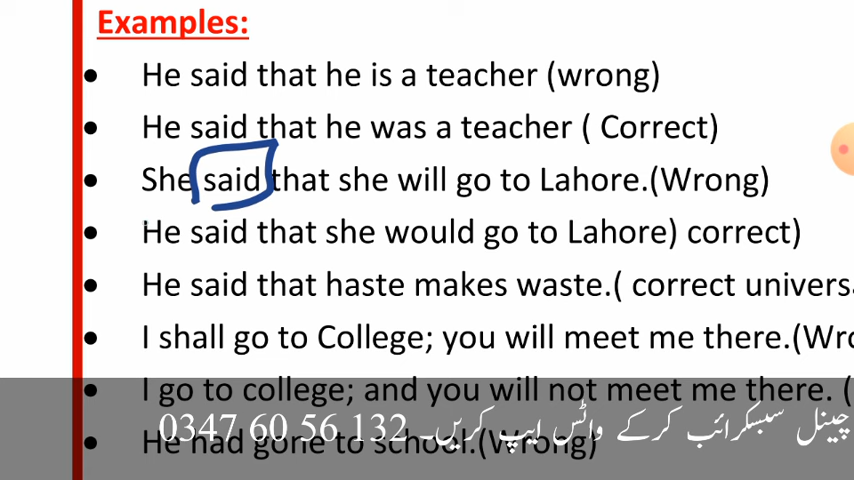 Examples:
• He said that he is a teacher (wrong)
• He said that he was a teacher ( Correct)
• She said that she will go to Lahore.(Wrong)
• He said that she would go to Lahore) correct)
• He said that haste makes waste.( correct universa
• I shall go to College; you will meet me there.(Wro
• I go to college; and you will not meet me there. (
چینل سبسکرائب کرکے واٹس ایپ کریں۔ 0347 60 56 132
• He had gone to school.(Wrong)